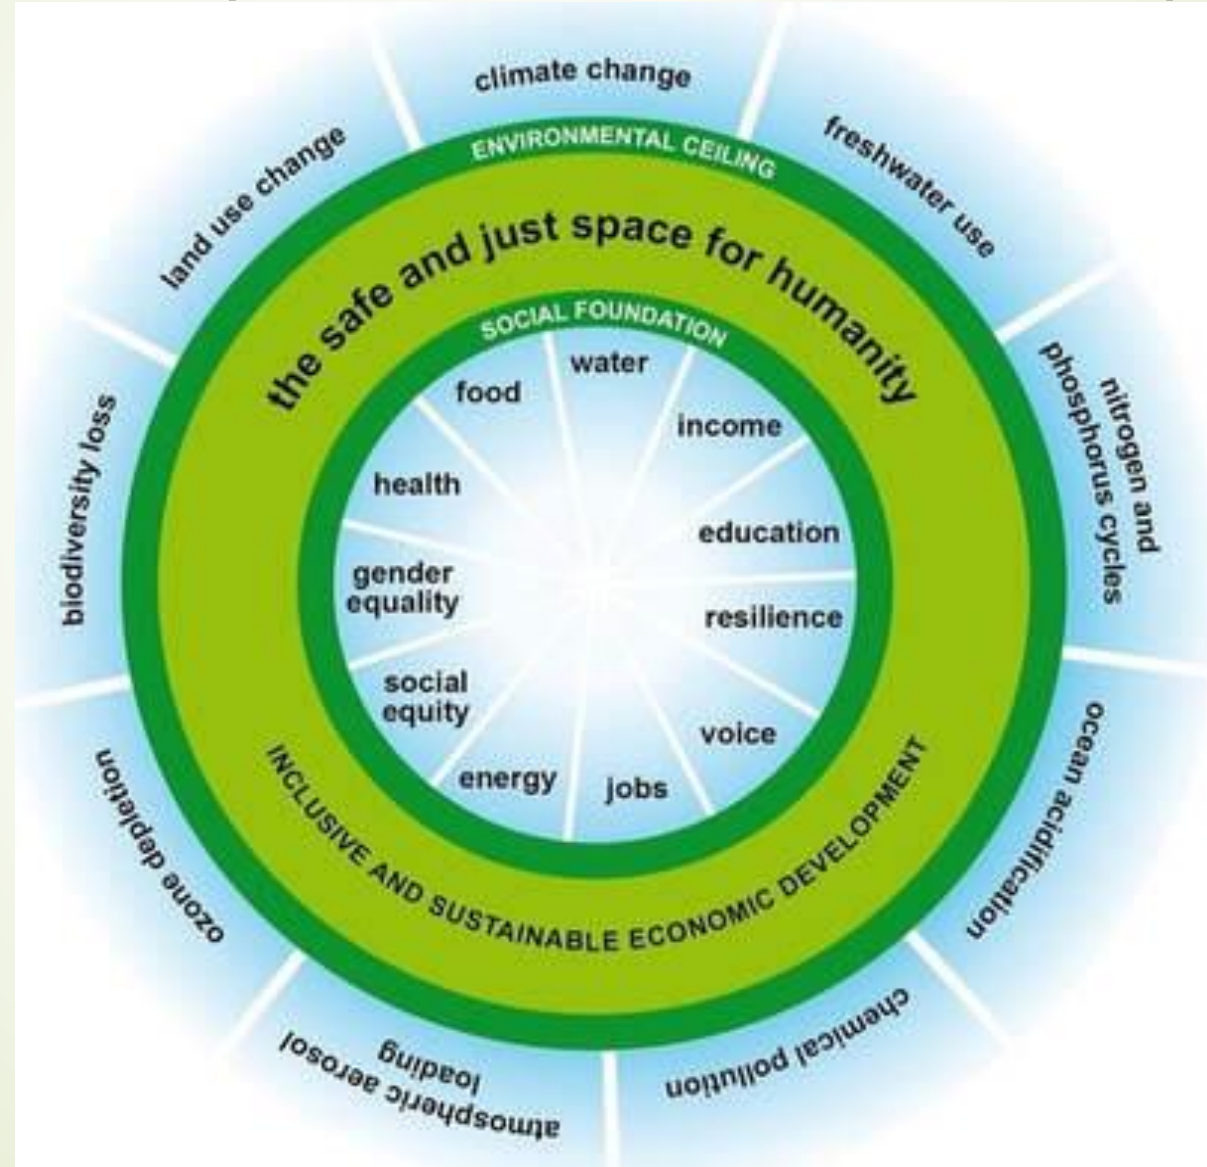 climate change
freshwater use
nitrogen and
phosphorus cycles
ocean acidification
chemical pollution
atmospheric aerosol
loading
ozone depletion
biodiversity loss
land use change
ENVIRONMENTAL CEILING
the safe and just space for humanity
SOCIAL FOUNDATION
water
income
education
resilience
voice
jobs
energy
social
equity
gender
equality
health
food
INCLUSIVE AND SUSTAINABLE ECONOMIC DEVELOPMENT